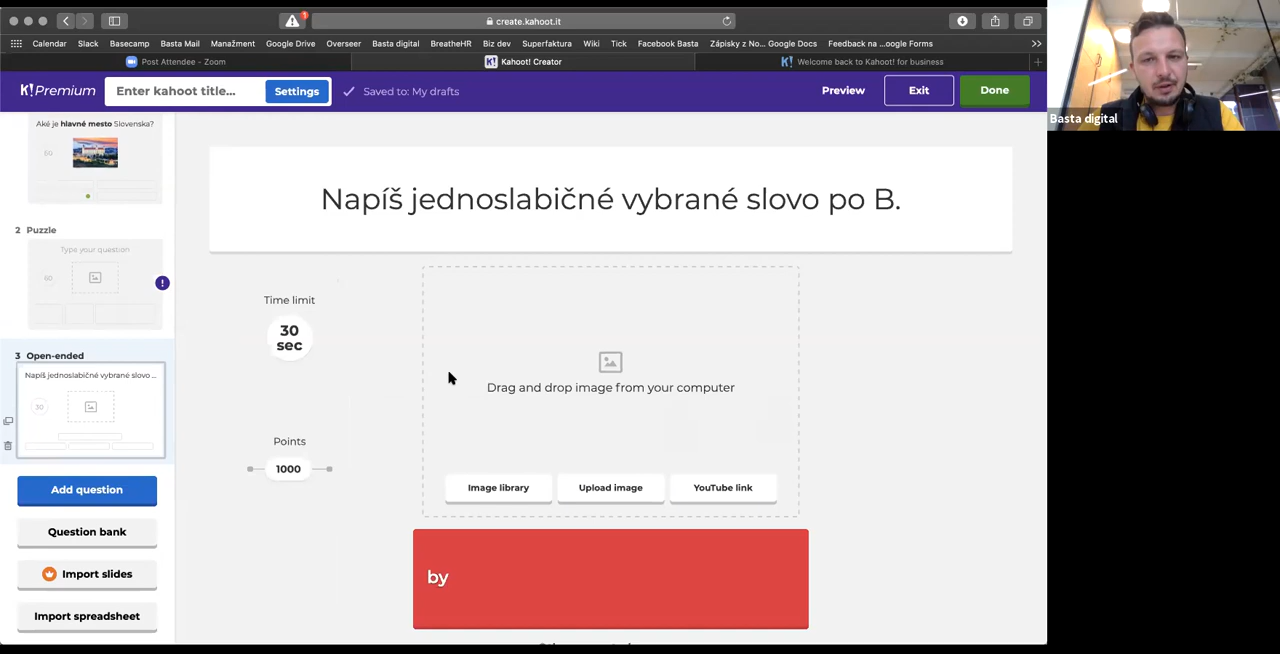 1
create.kahoot.it
Calendar Slack Basecamp Basta Mail Manažment Google Drive Overseer Basta digital BreatheHR Biz dev Superfaktura Wiki Tick Facebook Basta Zápisky z No... Google Docs Feedback na ...oogle Forms
Post Attendee - Zoom
K! Kahoot! Creator
K! Welcome back to Kahoot! for business
K!Premium
Enter kahoot title...
Settings
Saved to: My drafts
Preview
Exit
Done
Basta digital
Aké je hlavné mesto Slovenska?
60
2 Puzzle
Type your question
60
!
3 Open-ended
Napíš jednoslabičné vybrané slovo ...
30
Add question
Question bank
Import slides
Import spreadsheet
Napíš jednoslabičné vybrané slovo po B.
Time limit
30
sec
Points
1000
Drag and drop image from your computer
Image library
Upload image
YouTube link
by